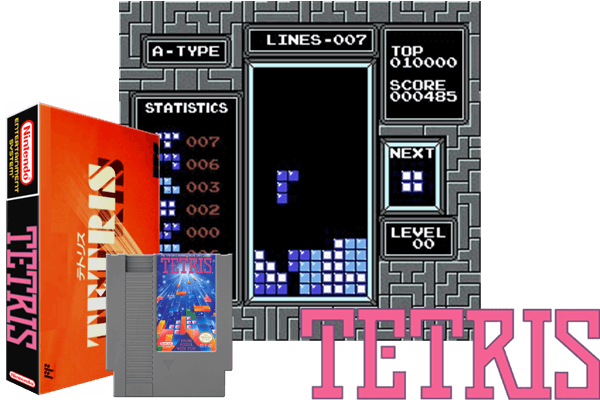 A-TYPE
LINES-007
TOP
010000
SCORE
000485
STATISTICS
007
006
003
002
000
NEXT
LEVEL
00
Nintendo
ENTERTAINMENT
SYSTEM
TETRIS
TETRIS
テトリス
Nintendo
TETRIS
TETRIS